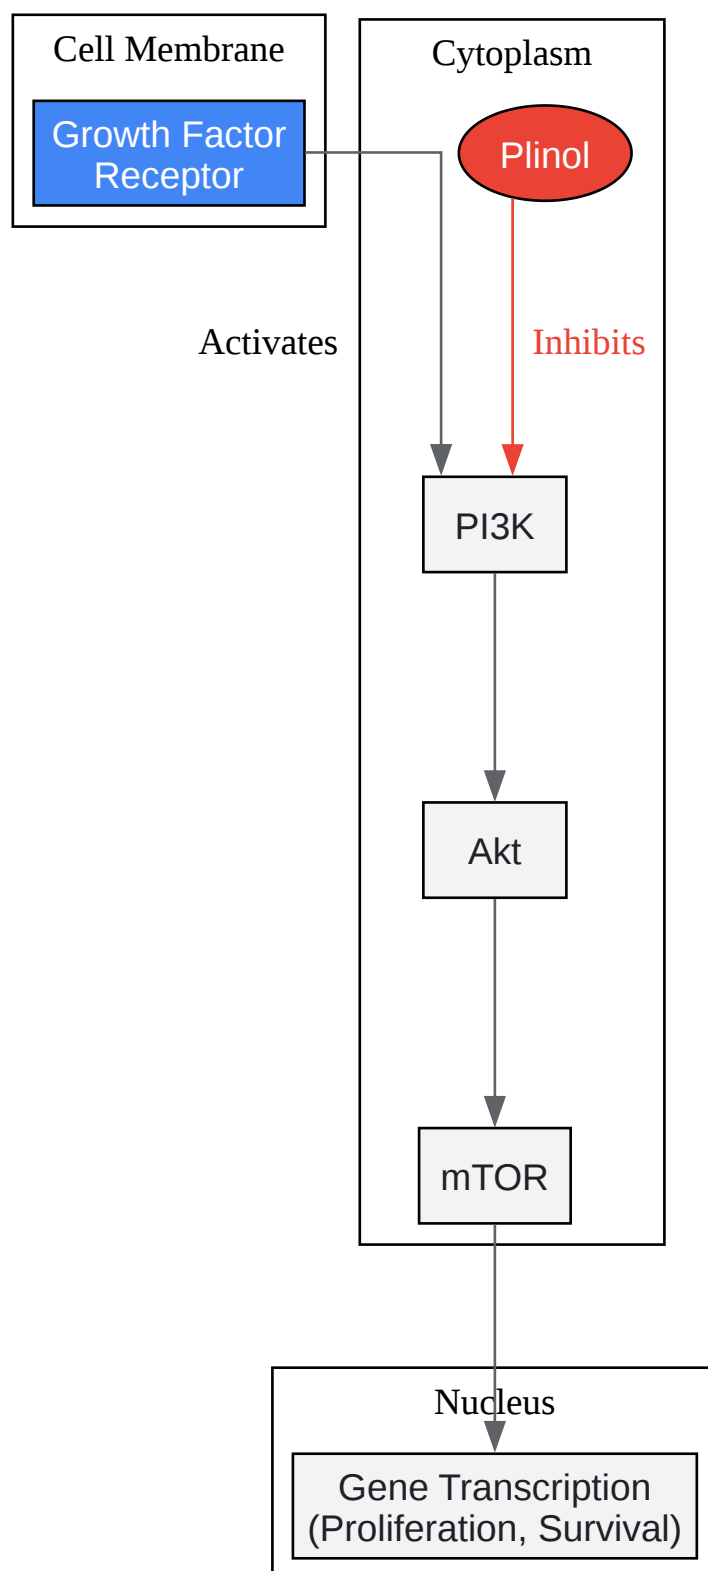 Cell Membrane
Growth Factor
Receptor
Cytoplasm
Plinol
Activates
Inhibits
PI3K
Akt
mTOR
Nucleus
Gene Transcription
(Proliferation, Survival)